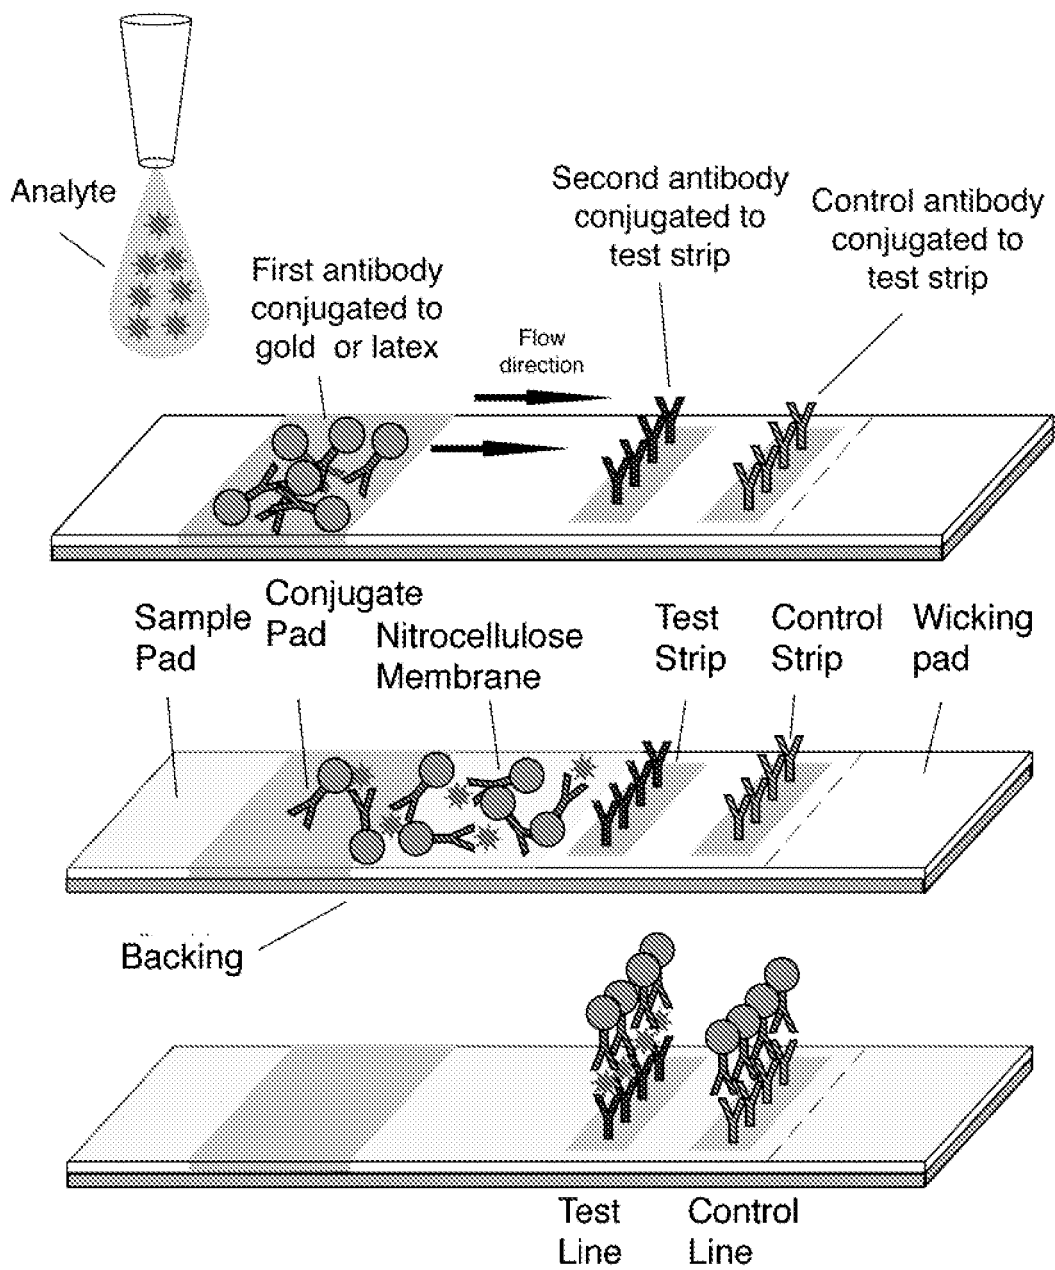 Analyte
First antibody
conjugated to
gold or latex
Flow
direction
Second antibody
conjugated to
test strip
Control antibody
conjugated to
test strip
Sample
Pad
Conjugate
Pad
Nitrocellulose
Membrane
Test
Strip
Control
Strip
Wicking
pad
Backing
Test
Line
Control
Line